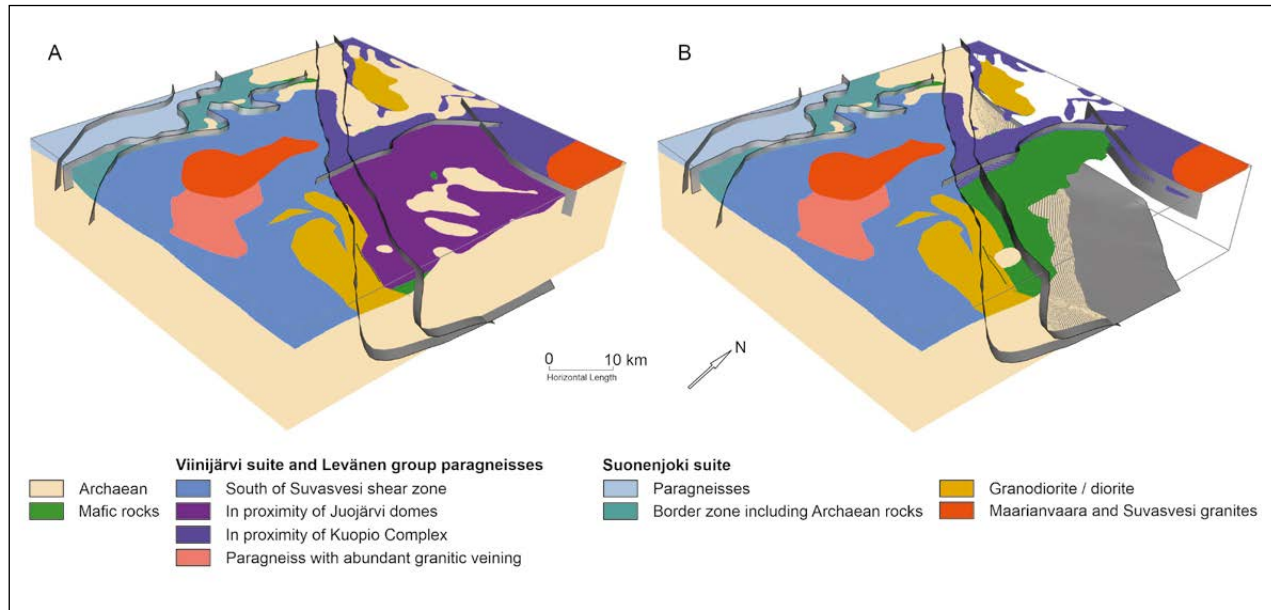 A
B
N
0 10 km
Horizontal Length
Viinijärvi suite and Levänen group paragneisses
Archaean
Mafic rocks
South of Suvasvesi shear zone
In proximity of Juojärvi domes
In proximity of Kuopio Complex
Paragneiss with abundant granitic veining
Suonenjoki suite
Paragneisses
Border zone including Archaean rocks
Granodiorite / diorite
Maarianvaara and Suvasvesi granites